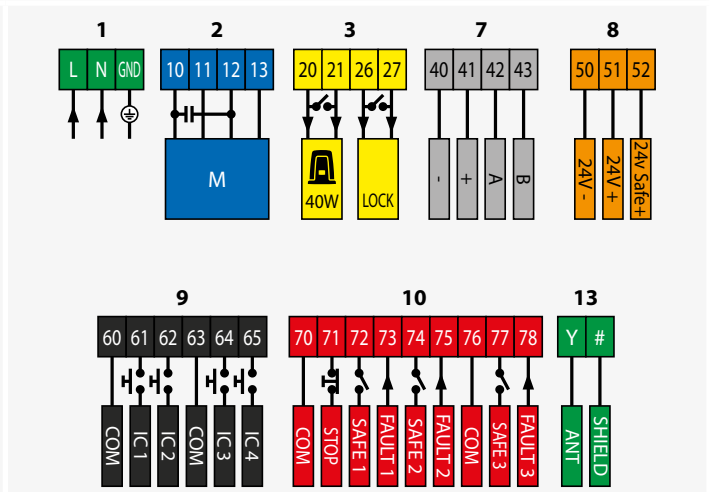 1 2 3 7 8
L N GND 10 11 12 13 20 21 26 27 40 41 42 43 50 51 52
M
40W LOCK
- + A B
24V - 24V + 24v Safe+
9 10 13
60 61 62 63 64 65 70 71 72 73 74 75 76 77 78 Y #
COM IC 1 IC 2 COM IC 3 IC 4 COM STOP SAFE 1 FAULT 1 SAFE 2 FAULT 2 COM SAFE 3 FAULT 3 ANT SHIELD